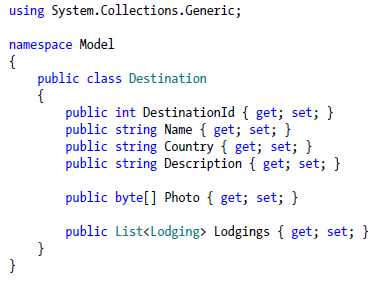 using System.Collections.Generic;

namespace Model
{
    public class Destination
    {
        public int DestinationId { get; set; }
        public string Name { get; set; }
        public string Country { get; set; }
        public string Description { get; set; }

        public byte[] Photo { get; set; }

        public List<Lodging> Lodgings { get; set; }
    }
}